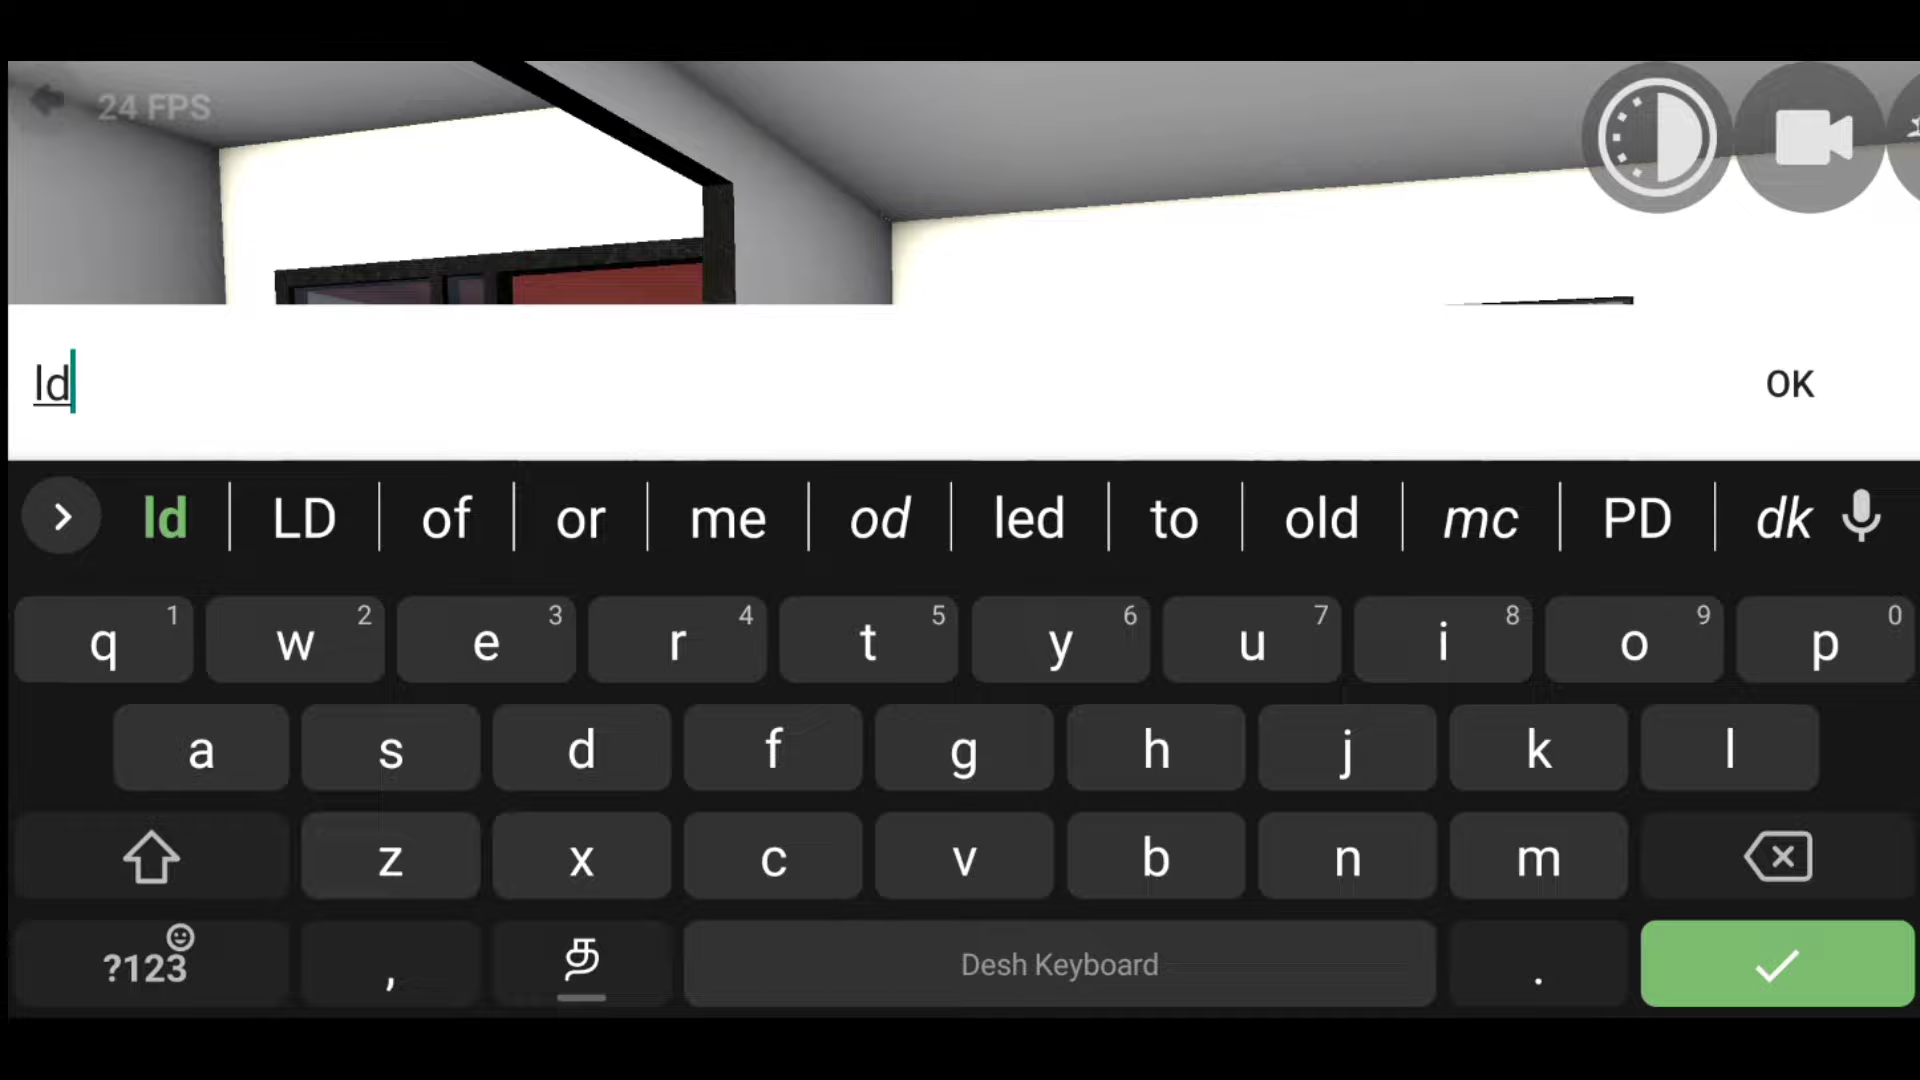 24 FPS
ld
OK
ld LD of or me od led to old mc PD dk
q 1 w 2 e 3 r 4 t 5 y 6 u 7 i 8 o 9 p 0
a s d f g h j k l
z x c v b n m
?123 , த Desh Keyboard .